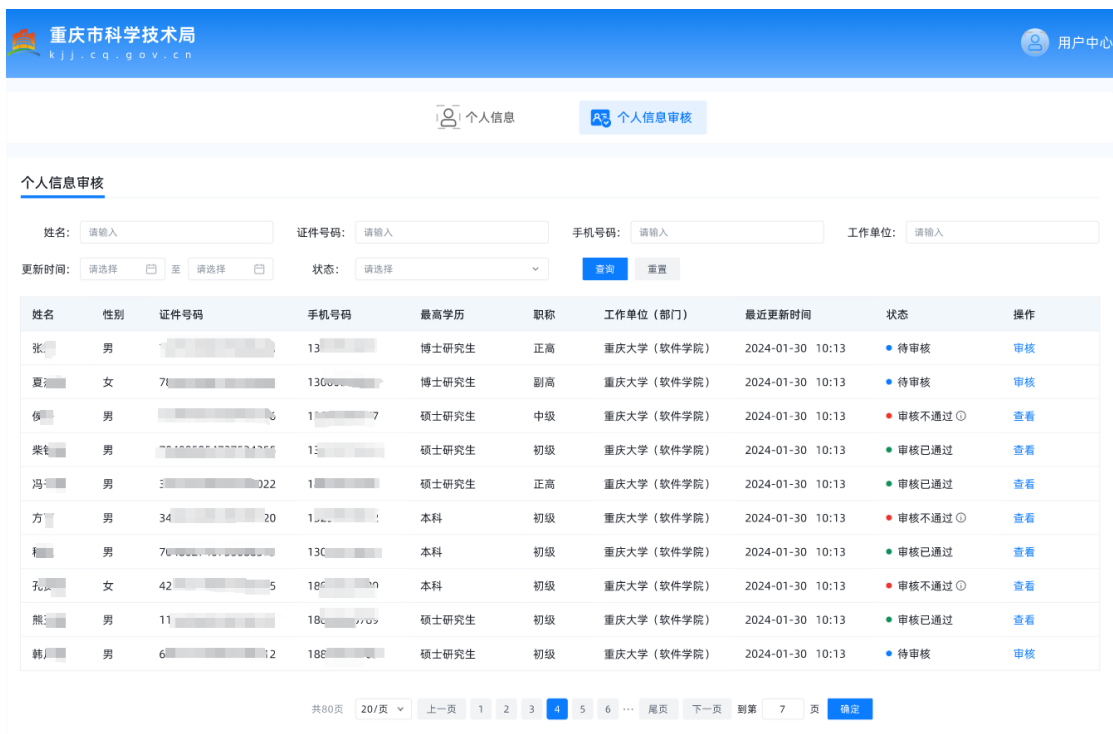 重庆市科学技术局 用户中心
kjj.cq.gov.cn
个人信息 个人信息审核
个人信息审核
姓名: 请输入 证件号码: 请输入 手机号码: 请输入 工作单位: 请输入
更新时间: 请选择 至 请选择 状态: 请选择 查询 重置
姓名 性别 证件号码 手机号码 最高学历 职称 工作单位（部门） 最近更新时间 状态 操作
张 男 13 博士研究生 正高 重庆大学（软件学院） 2024-01-30 10:13 待审核 审核
夏 女 78 博士研究生 副高 重庆大学（软件学院） 2024-01-30 10:13 待审核 审核
男 6 1 7 硕士研究生 中级 重庆大学（软件学院） 2024-01-30 10:13 审核不通过 查看
柴 男 13 硕士研究生 初级 重庆大学（软件学院） 2024-01-30 10:13 审核已通过 查看
冯 男 022 1 硕士研究生 正高 重庆大学（软件学院） 2024-01-30 10:13 审核已通过 查看
方 男 34 20 本科 初级 重庆大学（软件学院） 2024-01-30 10:13 审核不通过 查看
男 130 本科 初级 重庆大学（软件学院） 2024-01-30 10:13 审核已通过 查看
孔 女 42 5 18 本科 初级 重庆大学（软件学院） 2024-01-30 10:13 审核不通过 查看
熊 男 11 18 硕士研究生 初级 重庆大学（软件学院） 2024-01-30 10:13 审核已通过 查看
韩 男 6 12 188 硕士研究生 初级 重庆大学（软件学院） 2024-01-30 10:13 待审核 审核
共80页 20/页 上一页 1 2 3 4 5 6 ··· 尾页 下一页 到第 7 页 确定